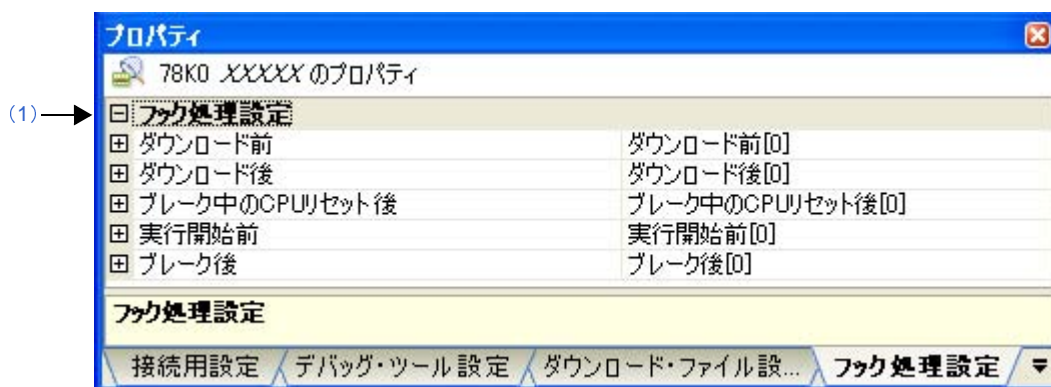 プロパティ
78K0 XXXXX のプロパティ
(1) フック処理設定
ダウンロード前 ダウンロード前[0]
ダウンロード後 ダウンロード後[0]
ブレーク中のCPUリセット後 ブレーク中のCPUリセット後[0]
実行開始前 実行開始前[0]
ブレーク後 ブレーク後[0]
フック処理設定
接続用設定 デバッグ・ツール設定 ダウンロード・ファイル設... フック処理設定